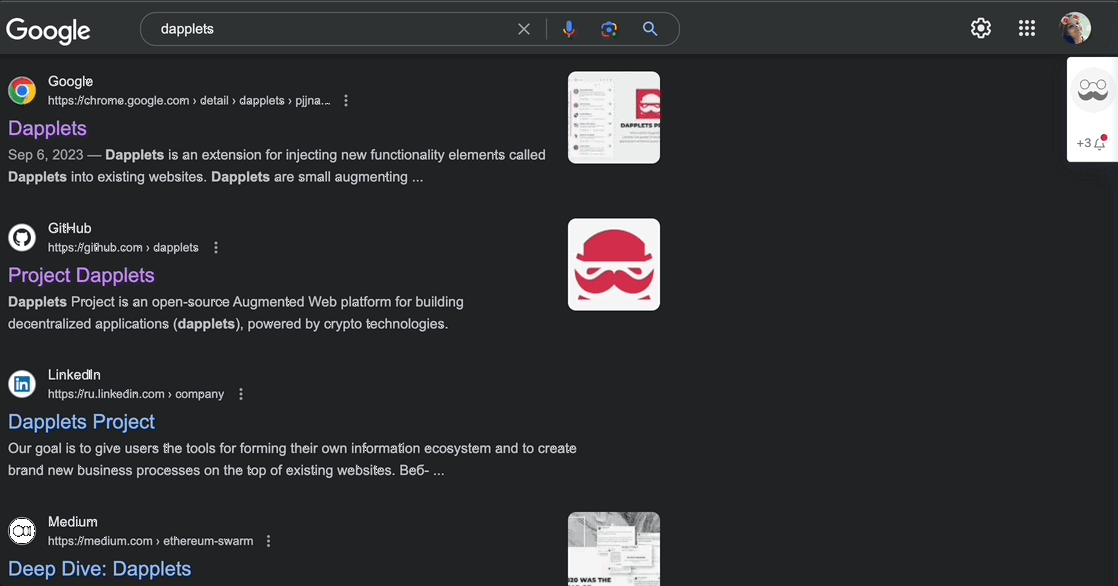 Google
dapplets
Google
https://chrome.google.com › detail › dapplets › pjjna...
Dapplets
Sep 6, 2023 — Dapplets is an extension for injecting new functionality elements called
Dapplets into existing websites. Dapplets are small augmenting ...
DAPPLETS
+3
GitHub
https://github.com › dapplets
Project Dapplets
Dapplets Project is an open-source Augmented Web platform for building
decentralized applications (dapplets), powered by crypto technologies.
LinkedIn
https://ru.linkedin.com › company
Dapplets Project
Our goal is to give users the tools for forming their own information ecosystem and to create
brand new business processes on the top of existing websites. Веб- ...
Medium
https://medium.com › ethereum-swarm
Deep Dive: Dapplets
WAS THE